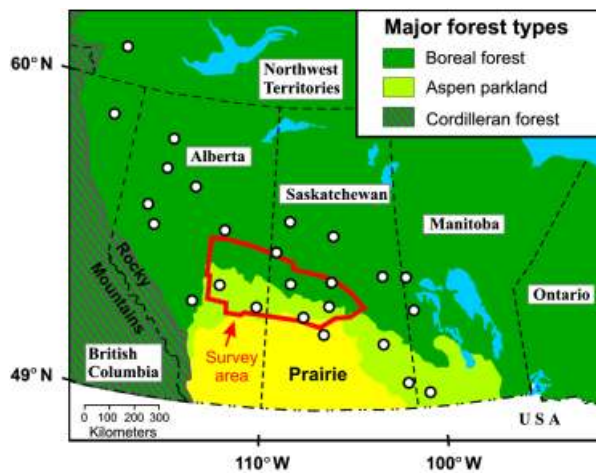 Major forest types
Boreal forest
Aspen parkland
Cordilleran forest
60°N
Northwest
Territories
Alberta
Saskatchewan
Manitoba
Ontario
Rocky
Mountains
British
Columbia
Survey
area
Prairie
49°N
0 100 200 300
Kilometers
U S A
110°W
100°W